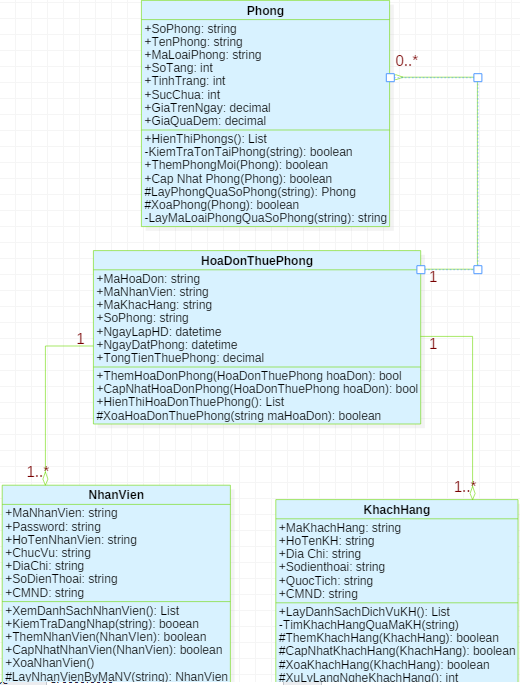 Phong
+SoPhong: string
+TenPhong: string
+MaLoaiPhong: string
+SoTang: int
+TinhTrang: int
+SucChua: int
+GiaTrenNgay: decimal
+GiaQuaDem: decimal
+HienThiPhongs(): List
-KiemTraTonTaiPhong(string): boolean
+ThemPhongMoi(Phong): boolean
+Cap Nhat Phong(Phong): boolean
#LayPhongQuaSoPhong(string): Phong
#XoaPhong(Phong): boolean
-LayMaLoaiPhongQuaSoPhong(string): string
0..*
1
HoaDonThuePhong
+MaHoaDon: string
+MaNhanVien: string
+MaKhacHang: string
+SoPhong: string
+NgayLapHD: datetime
+NgayDatPhong: datetime
+TongTienThuePhong: decimal
+ThemHoaDonPhong(HoaDonThuePhong hoaDon): bool
+CapNhatHoaDonPhong(HoaDonThuePhong hoaDon): bool
+HienThiHoaDonThuePhong(): List
#XoaHoaDonThuePhong(string maHoaDon): boolean
1
1
1..*
1..*
NhanVien
+MaNhanVien: string
+Password: string
+HoTenNhanVien: string
+ChucVu: string
+DiaChi: string
+SoDienThoai: string
+CMND: string
+XemDanhSachNhanVien(): List
+KiemTraDangNhap(string): booean
+ThemNhanVien(NhanVIen): boolean
+CapNhatNhanVien(NhanVien): boolean
+XoaNhanVien()
#LayNhanVienByMaNV(string): NhanVien
KhachHang
+MaKhachHang: string
+HoTenKH: string
+Dia Chi: string
+Sodienthoai: string
+QuocTich: string
+CMND: string
+LayDanhSachDichVuKH(): List
-TimKhachHangQuaMaKH(string)
#ThemKhachHang(KhachHang): boolean
#CapNhatKhachHang(KhachHang): boolean
#XoaKhachHang(KhachHang): boolean
#XuLyLangNgheKhachHang(): int